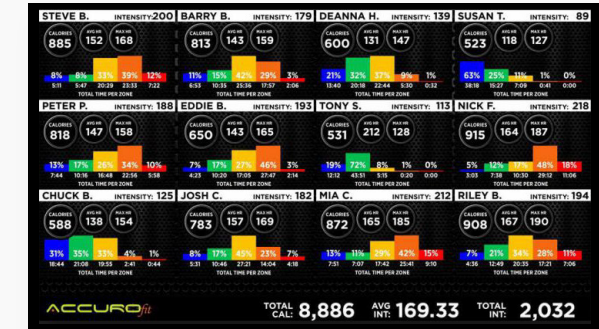 STEVE B. INTENSITY:200
CALORIES 885 AVG HR 152 MAX HR 168
8% 8% 33% 39% 12%
5:11 5:47 20:29 23:33 7:22
TOTAL TIME PER ZONE
BARRY B. INTENSITY: 179
CALORIES 813 AVG HR 143 MAX HR 159
11% 15% 42% 29% 3%
6:53 10:35 25:36 17:57 2:06
TOTAL TIME PER ZONE
DEANNA H. INTENSITY: 139
CALORIES 600 AVG HR 131 MAX HR 147
21% 32% 37% 9% 1%
13:40 20:18 22:44 5:30 0:32
TOTAL TIME PER ZONE
SUSAN T. INTENSITY: 89
CALORIES 523 AVG HR 118 MAX HR 127
63% 25% 11% 1% 0%
38:18 15:27 7:09 0:41 0:00
TOTAL TIME PER ZONE
PETER P. INTENSITY: 188
CALORIES 818 AVG HR 147 MAX HR 158
13% 17% 26% 34% 10%
7:44 10:16 16:48 22:56 5:58
TOTAL TIME PER ZONE
EDDIE B. INTENSITY: 193
CALORIES 650 AVG HR 143 MAX HR 165
7% 17% 27% 46% 3%
4:23 10:20 17:05 27:47 2:14
TOTAL TIME PER ZONE
TONY S. INTENSITY: 113
CALORIES 531 AVG HR 212 MAX HR 128
19% 72% 8% 1% 0%
12:12 43:51 5:15 0:20 0:00
TOTAL TIME PER ZONE
NICK F. INTENSITY: 218
CALORIES 915 AVG HR 164 MAX HR 187
5% 12% 17% 48% 18%
3:03 7:38 10:30 29:12 11:06
TOTAL TIME PER ZONE
CHUCK B. INTENSITY: 125
CALORIES 588 AVG HR 138 MAX HR 154
31% 35% 33% 4% 1%
18:44 21:08 19:55 2:41 0:44
TOTAL TIME PER ZONE
JOSH C. INTENSITY: 182
CALORIES 783 AVG HR 157 MAX HR 169
8% 17% 45% 23% 7%
5:31 10:46 27:21 14:04 4:18
TOTAL TIME PER ZONE
MIA C. INTENSITY: 212
CALORIES 872 AVG HR 165 MAX HR 185
13% 11% 29% 42% 15%
7:51 7:07 17:42 25:41 9:10
TOTAL TIME PER ZONE
RILEY B. INTENSITY: 194
CALORIES 908 AVG HR 167 MAX HR 190
7% 21% 34% 28% 11%
4:36 12:49 20:35 17:21 7:06
TOTAL TIME PER ZONE
ACCUROfit TOTAL CAL: 8,886 AVG INT: 169.33 TOTAL INT: 2,032